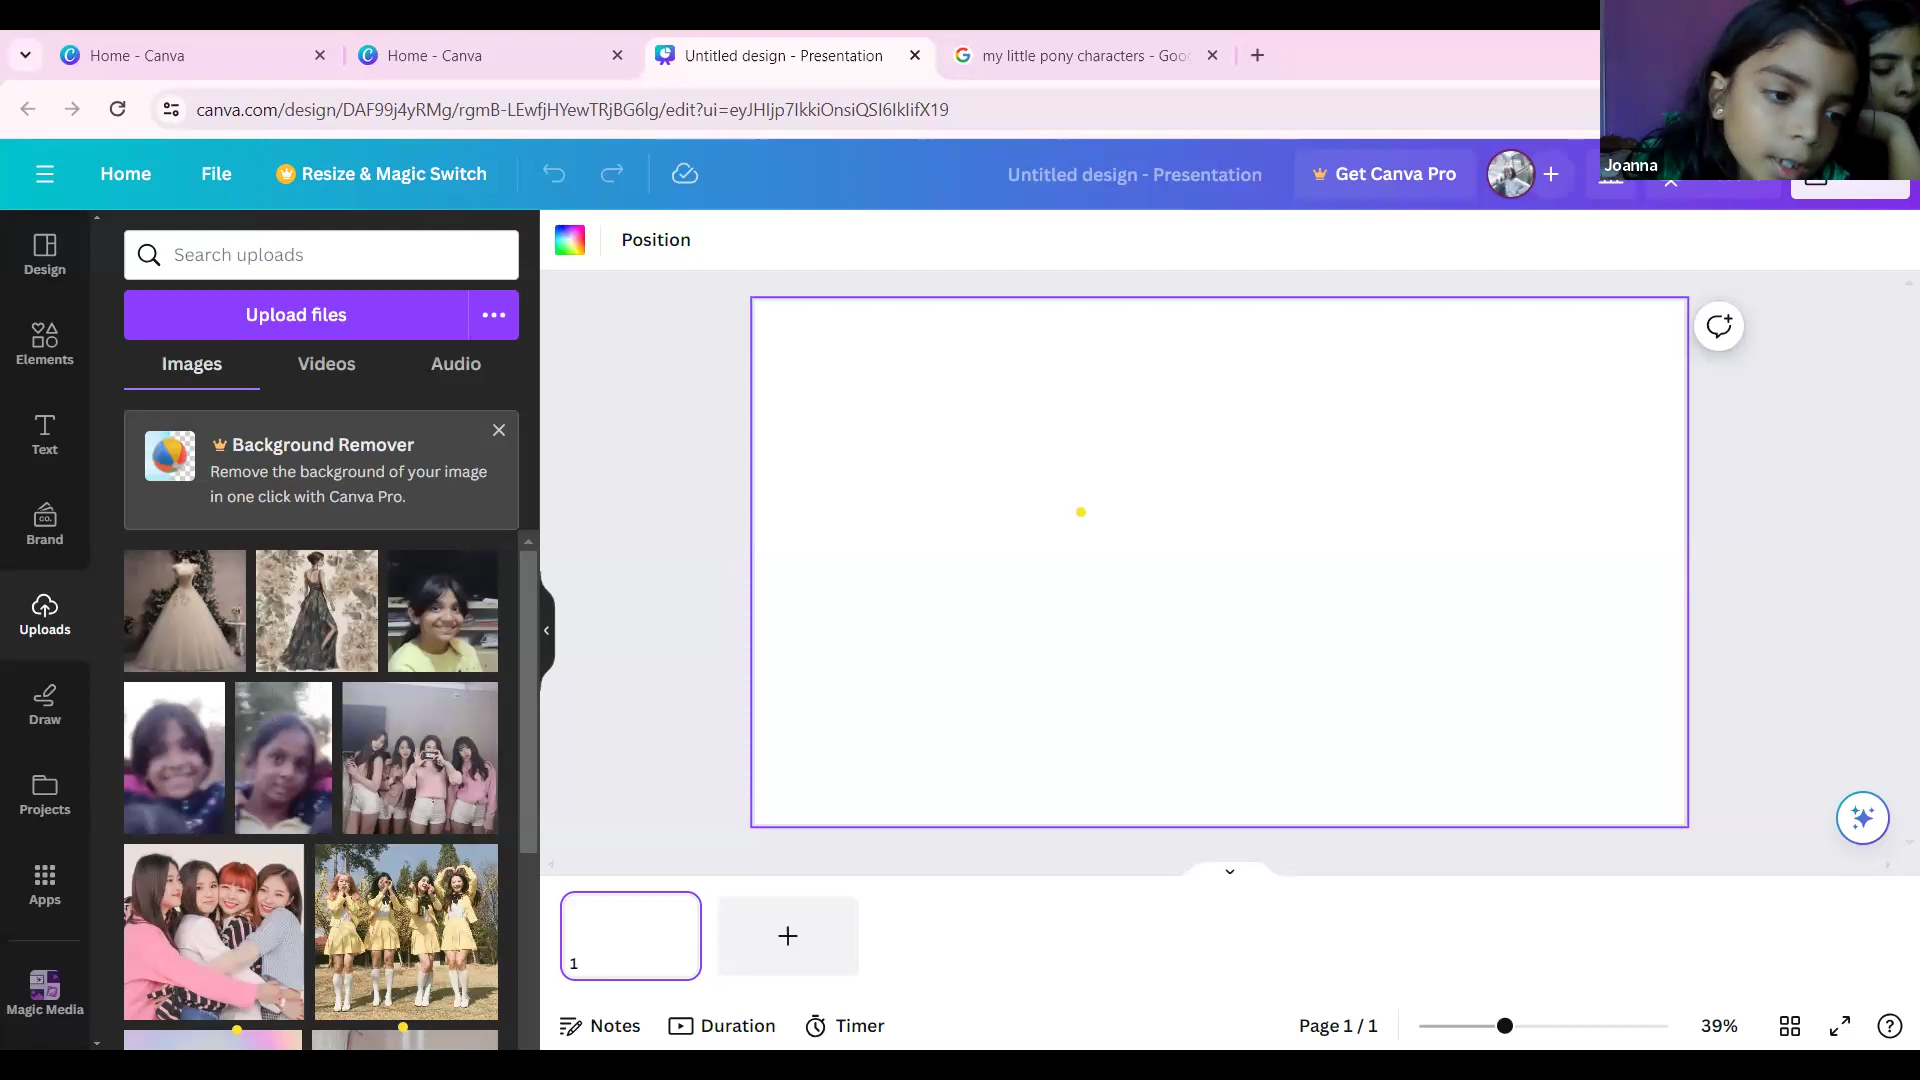 Home - Canva
Home - Canva
Untitled design - Presentation
my little pony characters - Goo
canva.com/design/DAF99j4yRMg/rgmB-LEwfjHYewTRjBG6lg/edit?ui=eyJHIjp7IkkiOnsiQSI6IkIifX19
Joanna
Home
File
Resize & Magic Switch
Untitled design - Presentation
Get Canva Pro
Design
Elements
Text
Brand
Uploads
Draw
Projects
Apps
Magic Media
Search uploads
Upload files
Images
Videos
Audio
Background Remover
Remove the background of your image
in one click with Canva Pro.
Position
1
Notes
Duration
Timer
Page 1 / 1
39%